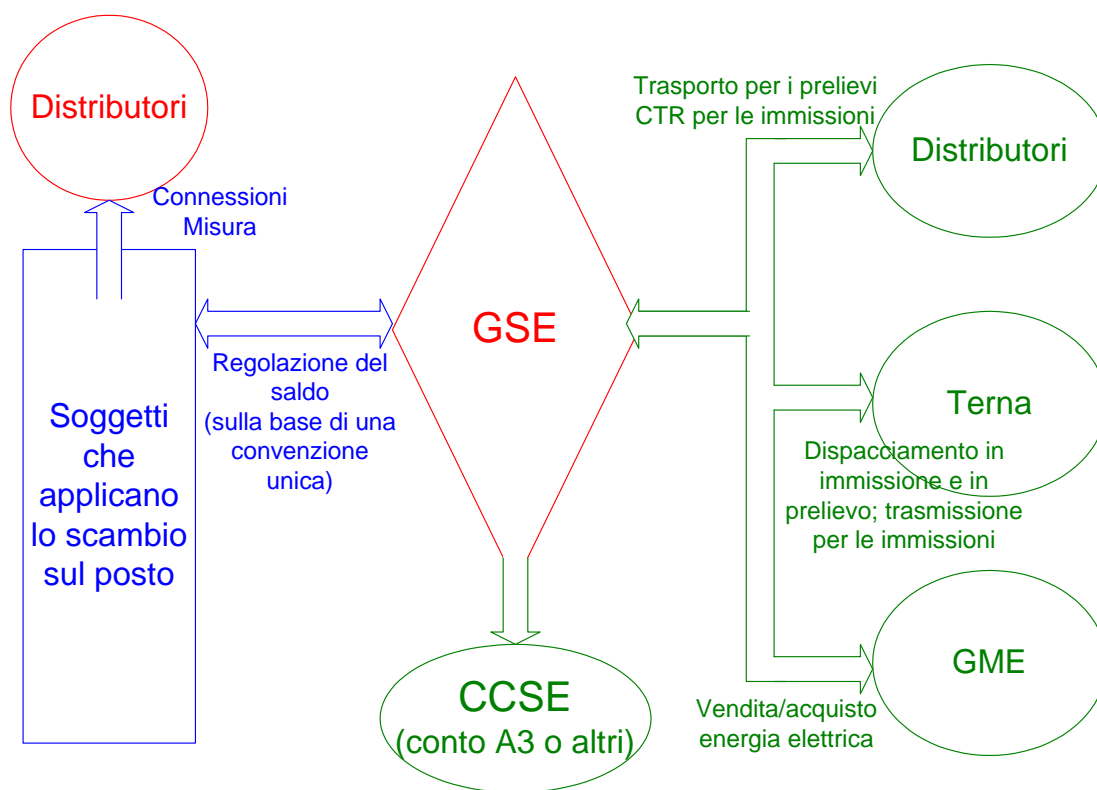 Distributori
Connessioni
Misura
Soggetti
che
applicano
lo scambio
sul posto
Regolazione del
saldo
(sulla base di una
convenzione
unica)
GSE
CCSE
(conto A3 o altri)
Trasporto per i prelievi
CTR per le immissioni
Distributori
Terna
Dispacciamento in
immissione e in
prelievo; trasmissione
per le immissioni
GME
Vendita/acquisto
energia elettrica